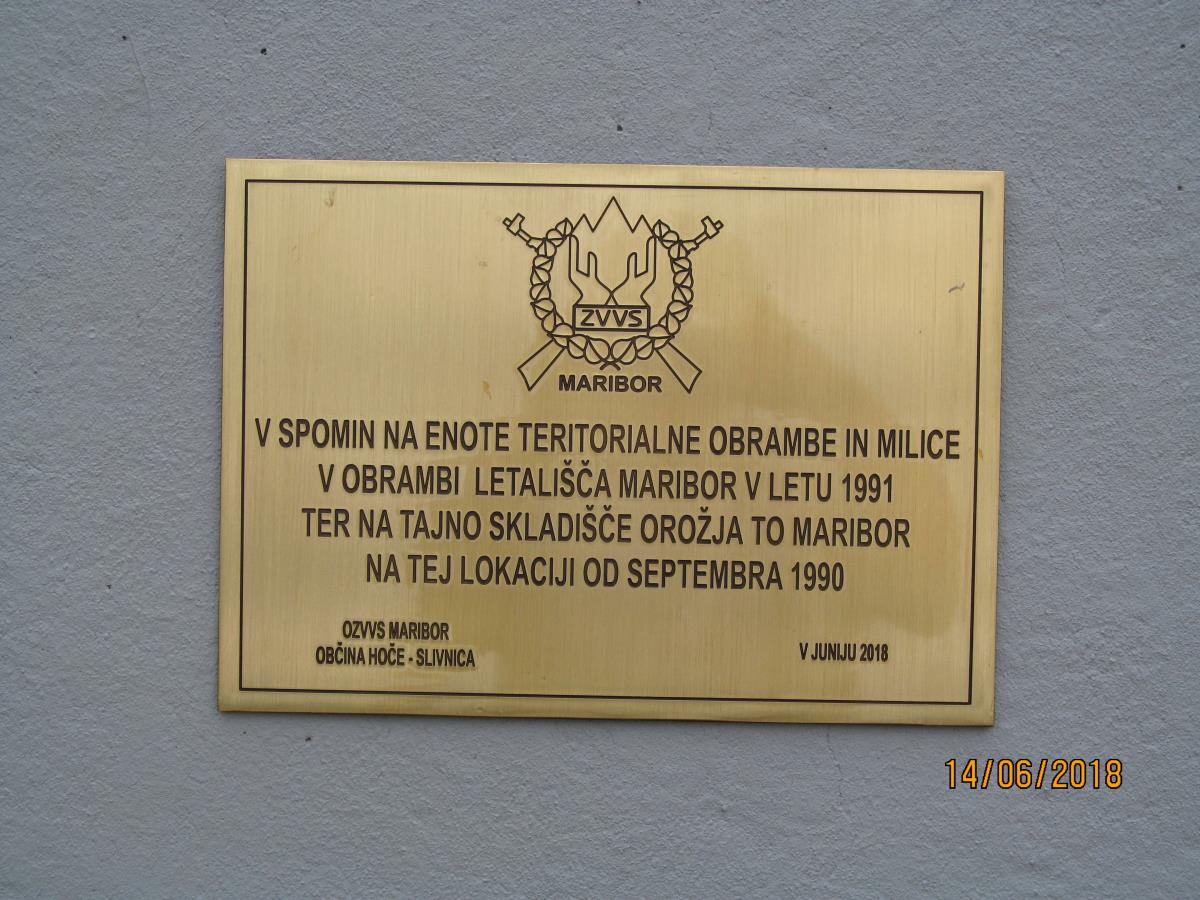 ZVVS
MARIBOR
V SPOMIN NA ENOTE TERITORIALNE OBRAMBE IN MILICE
V OBRAMBI LETALIŠČA MARIBOR V LETU 1991
TER NA TAJNO SKLADIŠČE OROŽJA TO MARIBOR
NA TEJ LOKACIJI OD SEPTEMBRA 1990
OZVVS MARIBOR
OBČINA HOČE - SLIVNICA
V JUNIJU 2018
14/06/2018